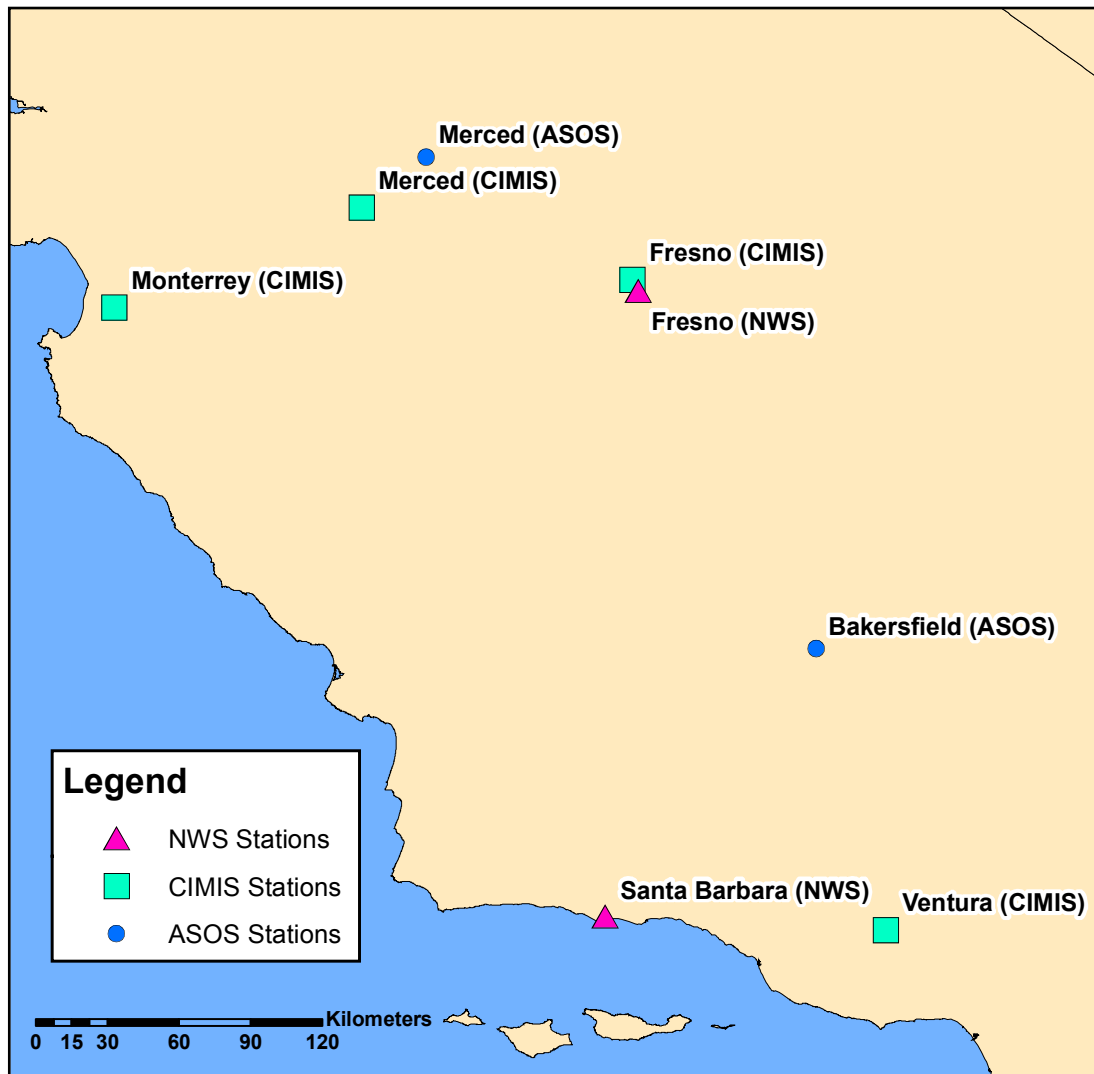 Merced (ASOS)
Merced (CIMIS)
Fresno (CIMIS)
Monterrey (CIMIS)
Fresno (NWS)
Bakersfield (ASOS)
Santa Barbara (NWS)
Ventura (CIMIS)
Legend
NWS Stations
CIMIS Stations
ASOS Stations
Kilometers
0 15 30 60 90 120